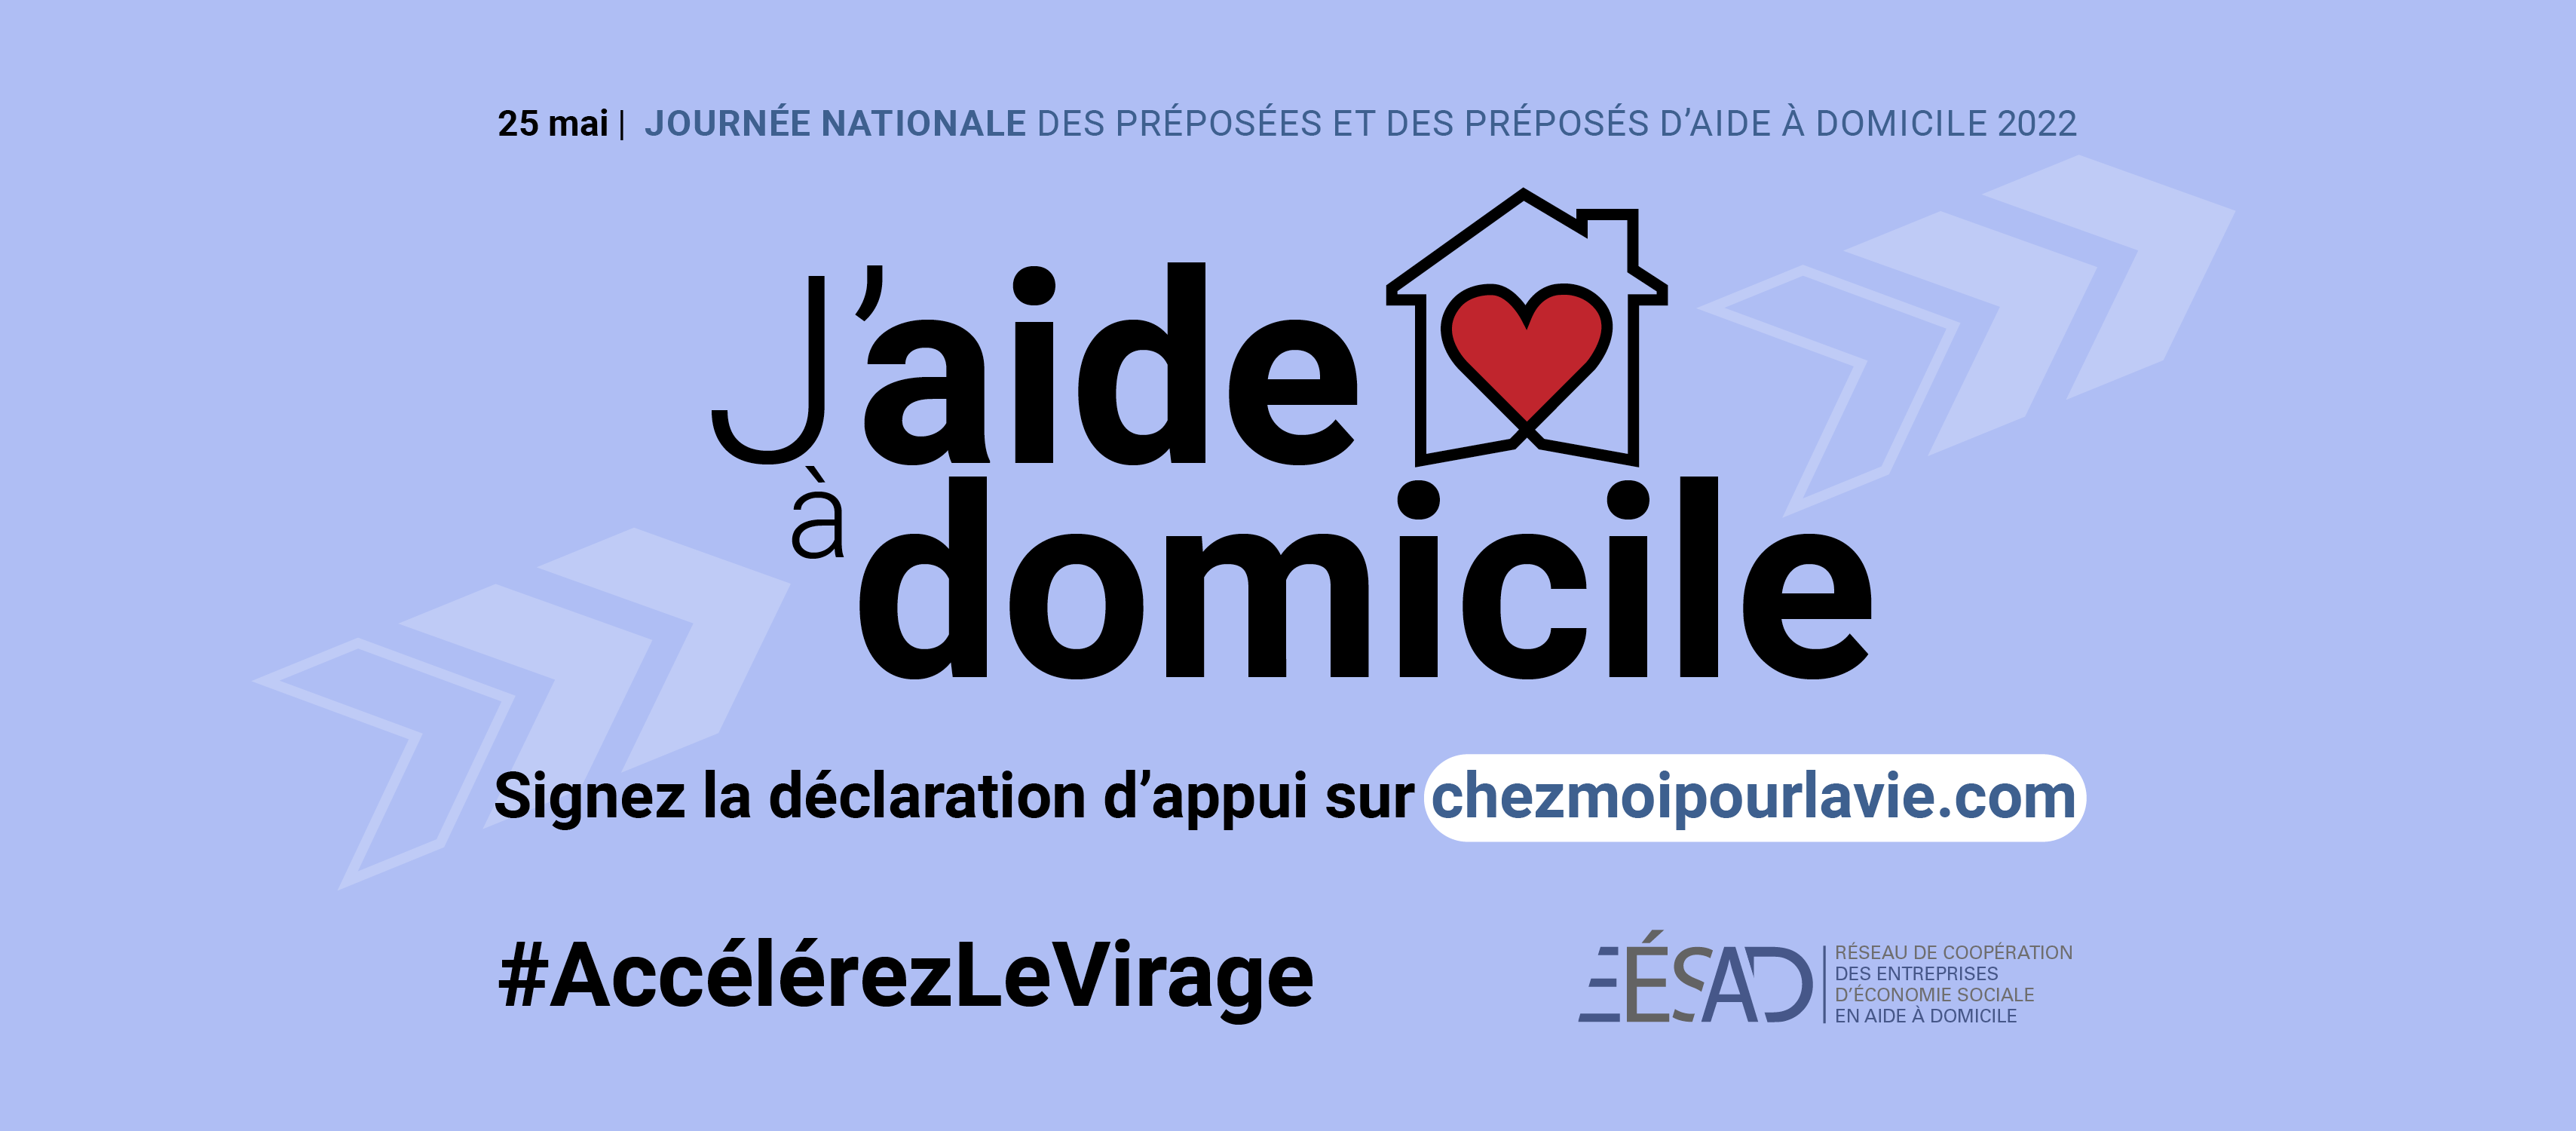 25 mai | JOURNÉE NATIONALE DES PRÉPOSÉES ET DES PRÉPOSÉS D’AIDE À DOMICILE 2022
J’aide
à domicile
Signez la déclaration d’appui sur chezmoipourlavie.com
#AccélérezLeVirage
EÉSAD
RÉSEAU DE COOPÉRATION
DES ENTREPRISES
D’ÉCONOMIE SOCIALE
EN AIDE À DOMICILE